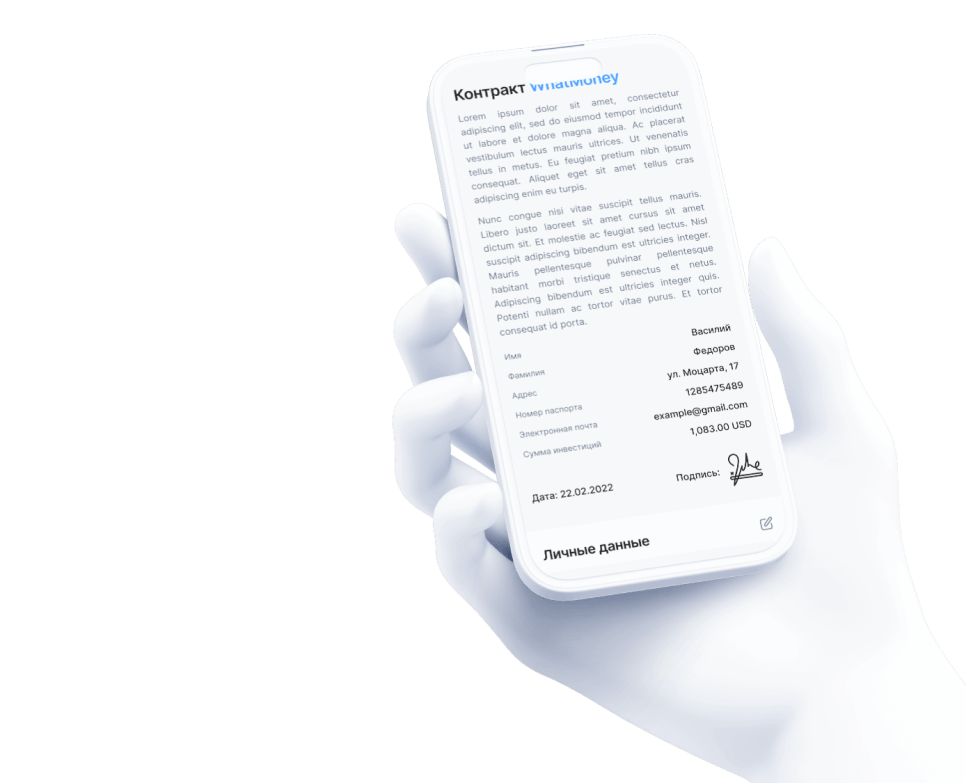 Контракт WhatMoney
Lorem ipsum dolor sit amet, consectetur
adipiscing elit, sed do eiusmod tempor incididunt
ut labore et dolore magna aliqua. Ac placerat
vestibulum lectus mauris ultrices. Ut venenatis
tellus in metus. Eu feugiat pretium nibh ipsum
consequat. Aliquet eget sit amet tellus cras
adipiscing enim eu turpis.
Nunc congue nisi vitae suscipit tellus mauris.
Libero justo laoreet sit amet cursus sit amet
dictum sit. Et molestie ac feugiat sed lectus. Nisl
suscipit adipiscing bibendum est ultricies integer.
Mauris pellentesque pulvinar pellentesque
habitant morbi tristique senectus et netus.
Adipiscing bibendum est ultricies integer quis.
Potenti nullam ac tortor vitae purus. Et tortor
consequat id porta.
Имя Василий
Фамилия Федоров
Адрес ул. Моцарта, 17
Номер паспорта 1285475489
Электронная почта example@gmail.com
Сумма инвестиций 1,083.00 USD
Дата: 22.02.2022 Подпись:
Личные данные